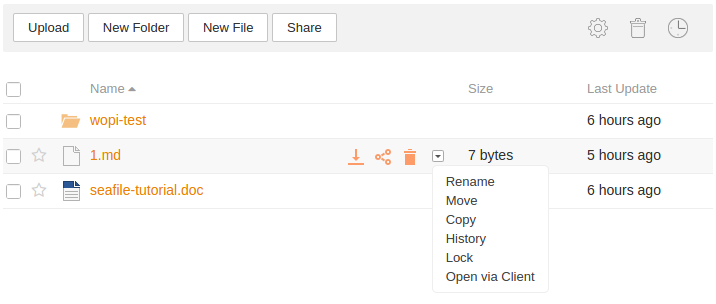 Upload New Folder New File Share
Name Size Last Update
wopi-test 6 hours ago
1.md 7 bytes 5 hours ago
Rename
Move
seafile-tutorial.doc 6 hours ago
Copy
History
Lock
Open via Client